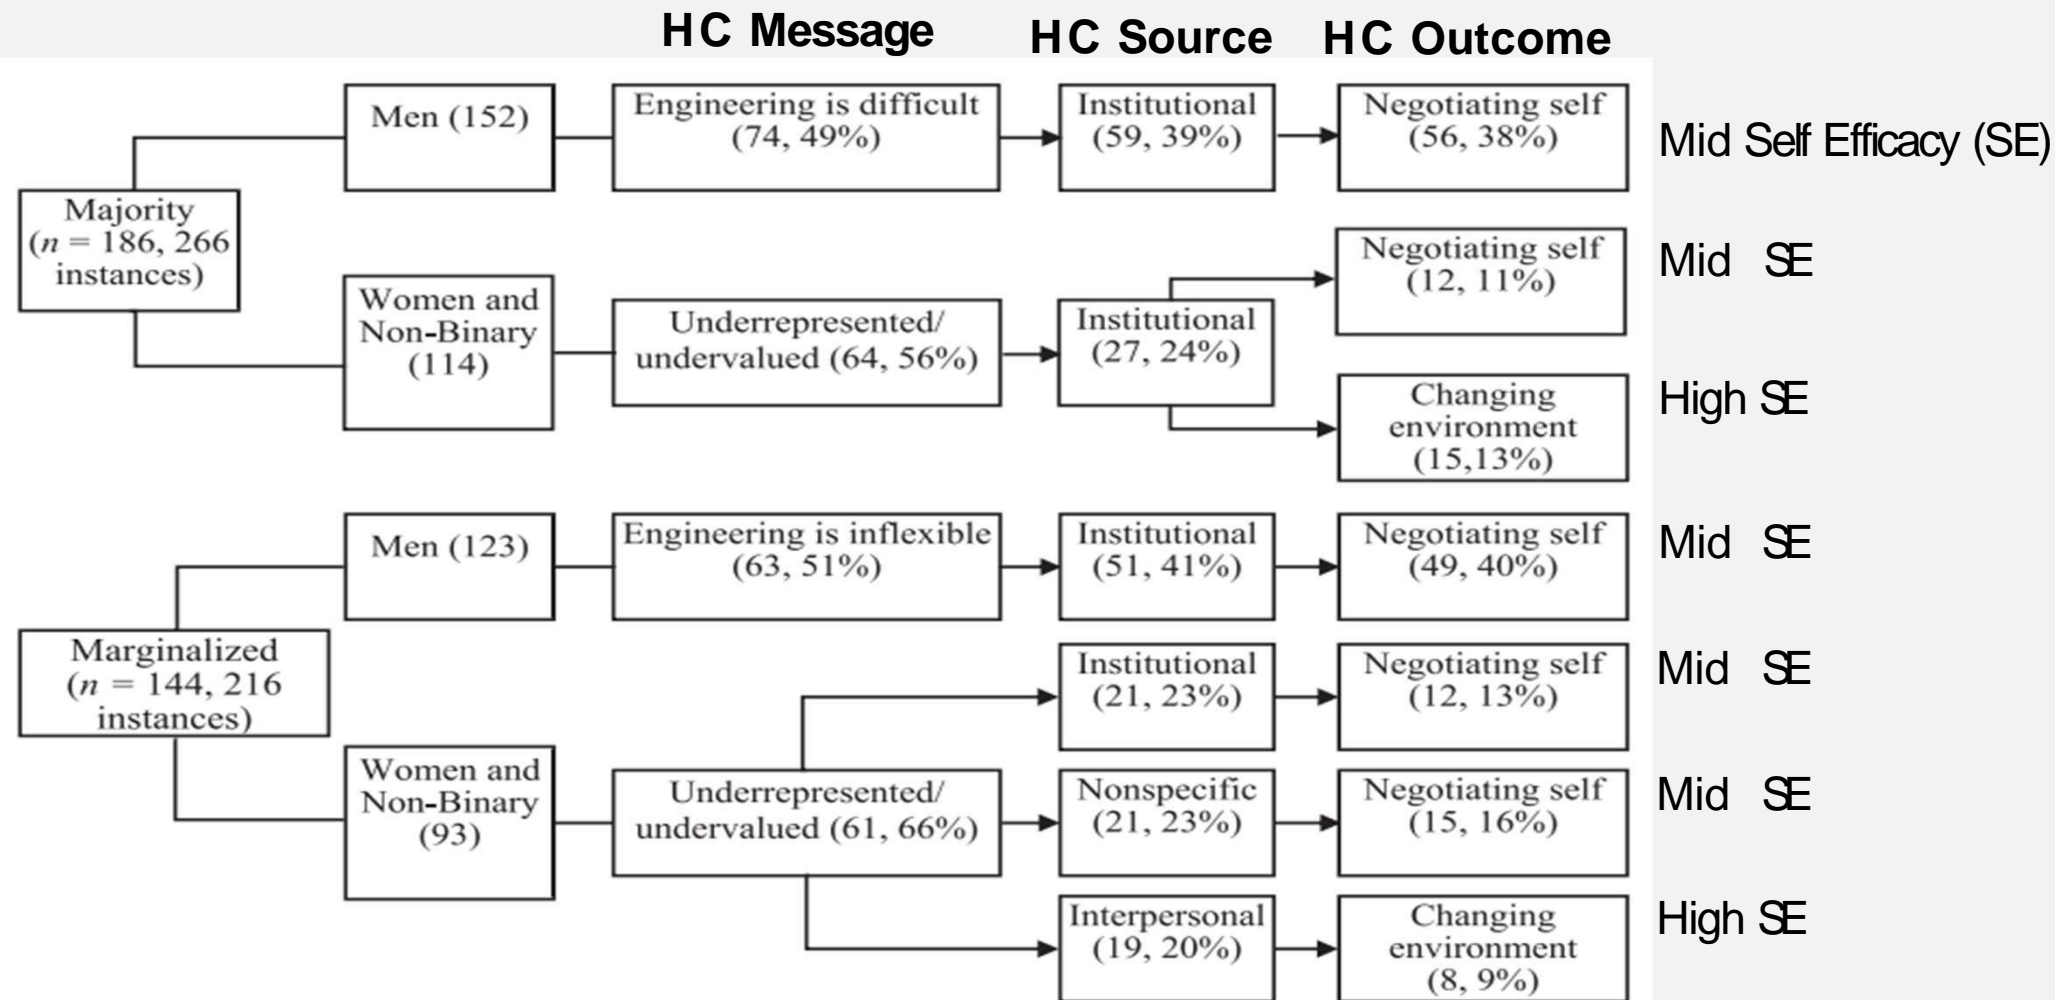 HC Message
HC Source
HC Outcome
Majority
(n = 186, 266
instances)
Men (152)
Engineering is difficult
(74, 49%)
Institutional
(59, 39%)
Negotiating self
(56, 38%)
Mid Self Efficacy (SE)
Women and
Non-Binary
(114)
Underrepresented/
undervalued (64, 56%)
Institutional
(27, 24%)
Negotiating self
(12, 11%)
Mid SE
Changing
environment
(15,13%)
High SE
Marginalized
(n = 144, 216
instances)
Men (123)
Engineering is inflexible
(63, 51%)
Institutional
(51, 41%)
Negotiating self
(49, 40%)
Mid SE
Women and
Non-Binary
(93)
Underrepresented/
undervalued (61, 66%)
Institutional
(21, 23%)
Negotiating self
(12, 13%)
Mid SE
Nonspecific
(21, 23%)
Negotiating self
(15, 16%)
Mid SE
Interpersonal
(19, 20%)
Changing
environment
(8, 9%)
High SE